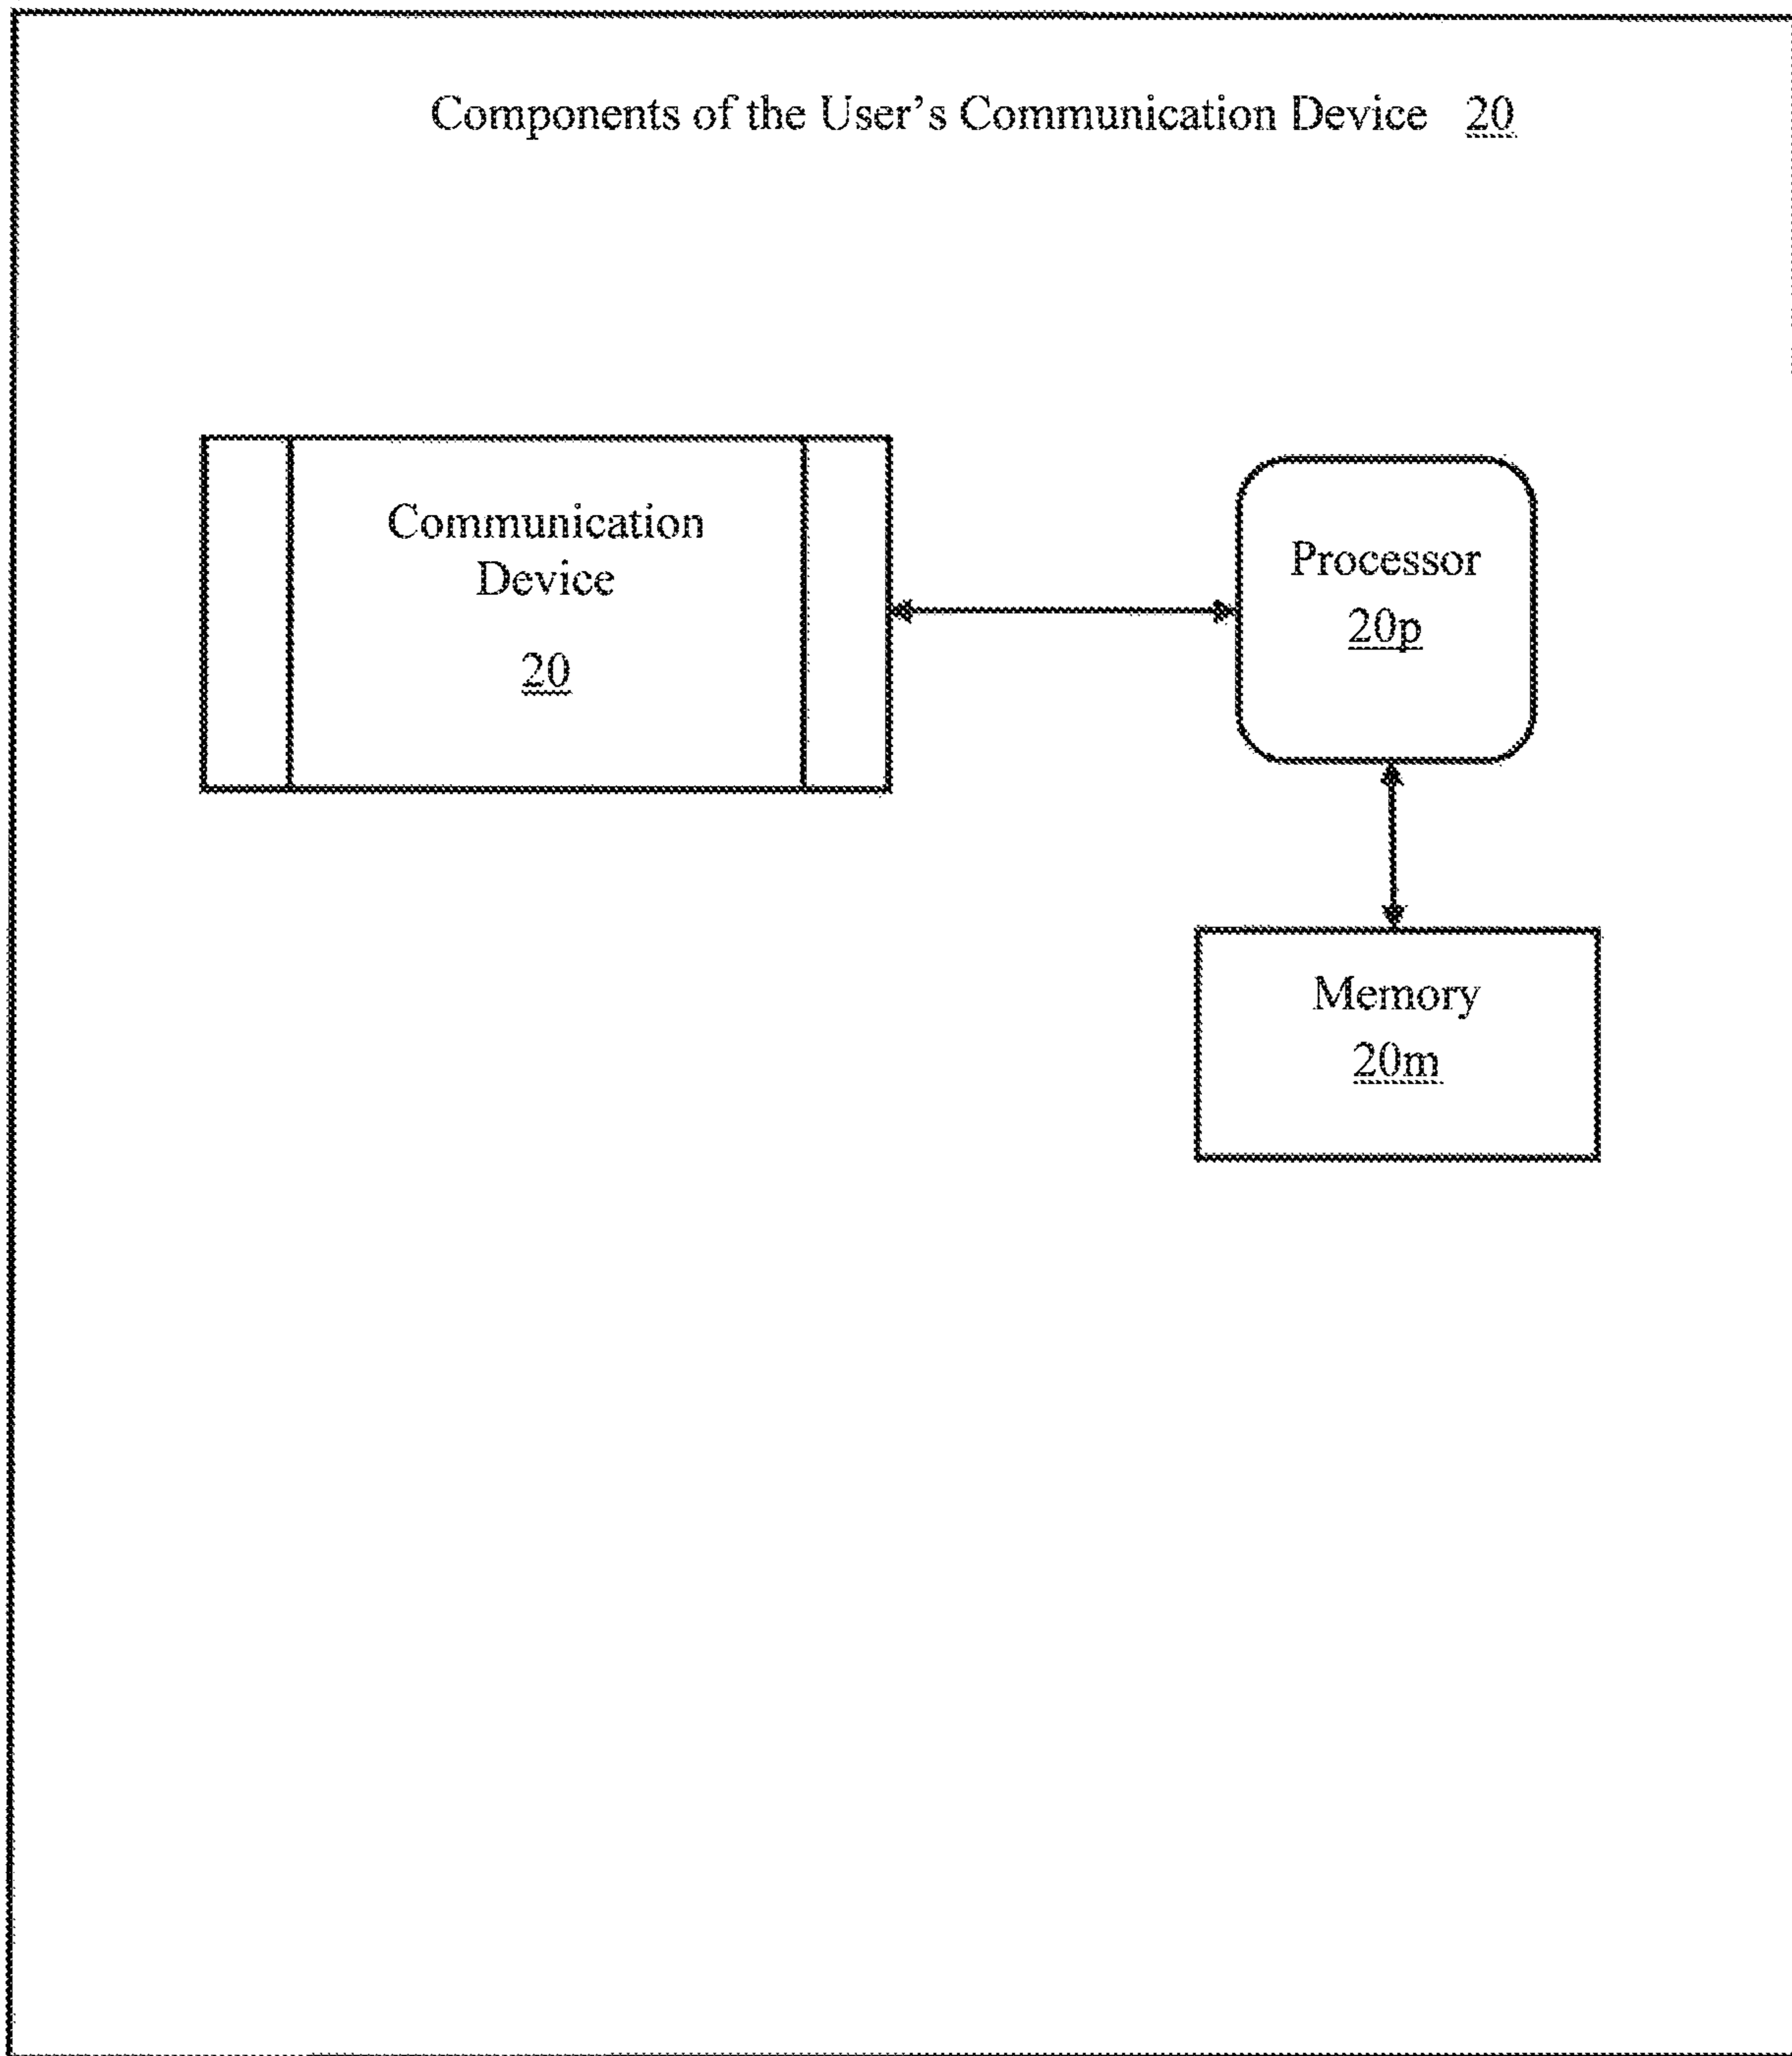 Components of the User's Communication Device 20
Communication
Device
20
Processor
20p
Memory
20m